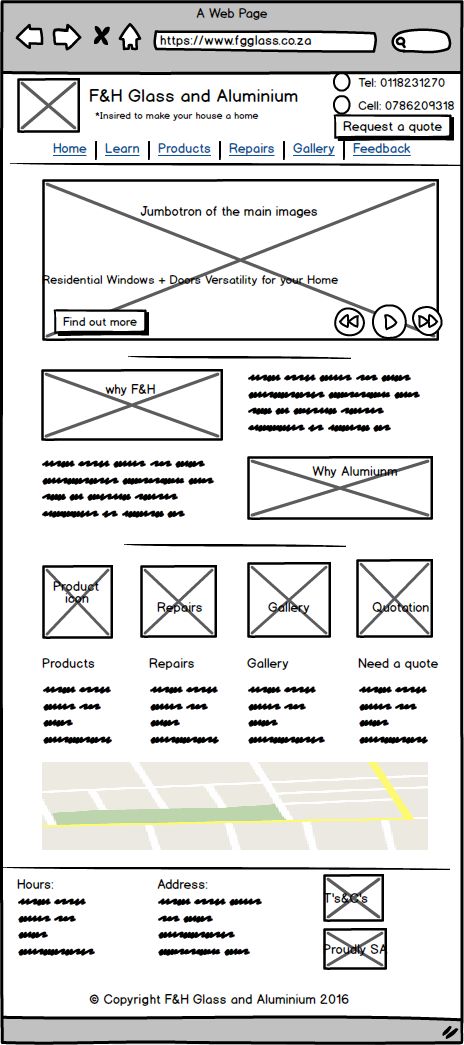 A Web Page
https://www.fgglass.co.za
F&H Glass and Aluminium
*Insired to make your house a home
Tel: 0118231270
Cell: 0786209318
Request a quote
Home
Learn
Products
Repairs
Gallery
Feedback
Jumbotron of the main images
Residential Windows + Doors Versatility for your Home
Find out more
why F&H
Why Alumiunm
Product
icon
Repairs
Gallery
Quotation
Products
Repairs
Gallery
Need a quote
Hours:
Address:
T's&C's
Proudly SA
© Copyright F&H Glass and Aluminium 2016